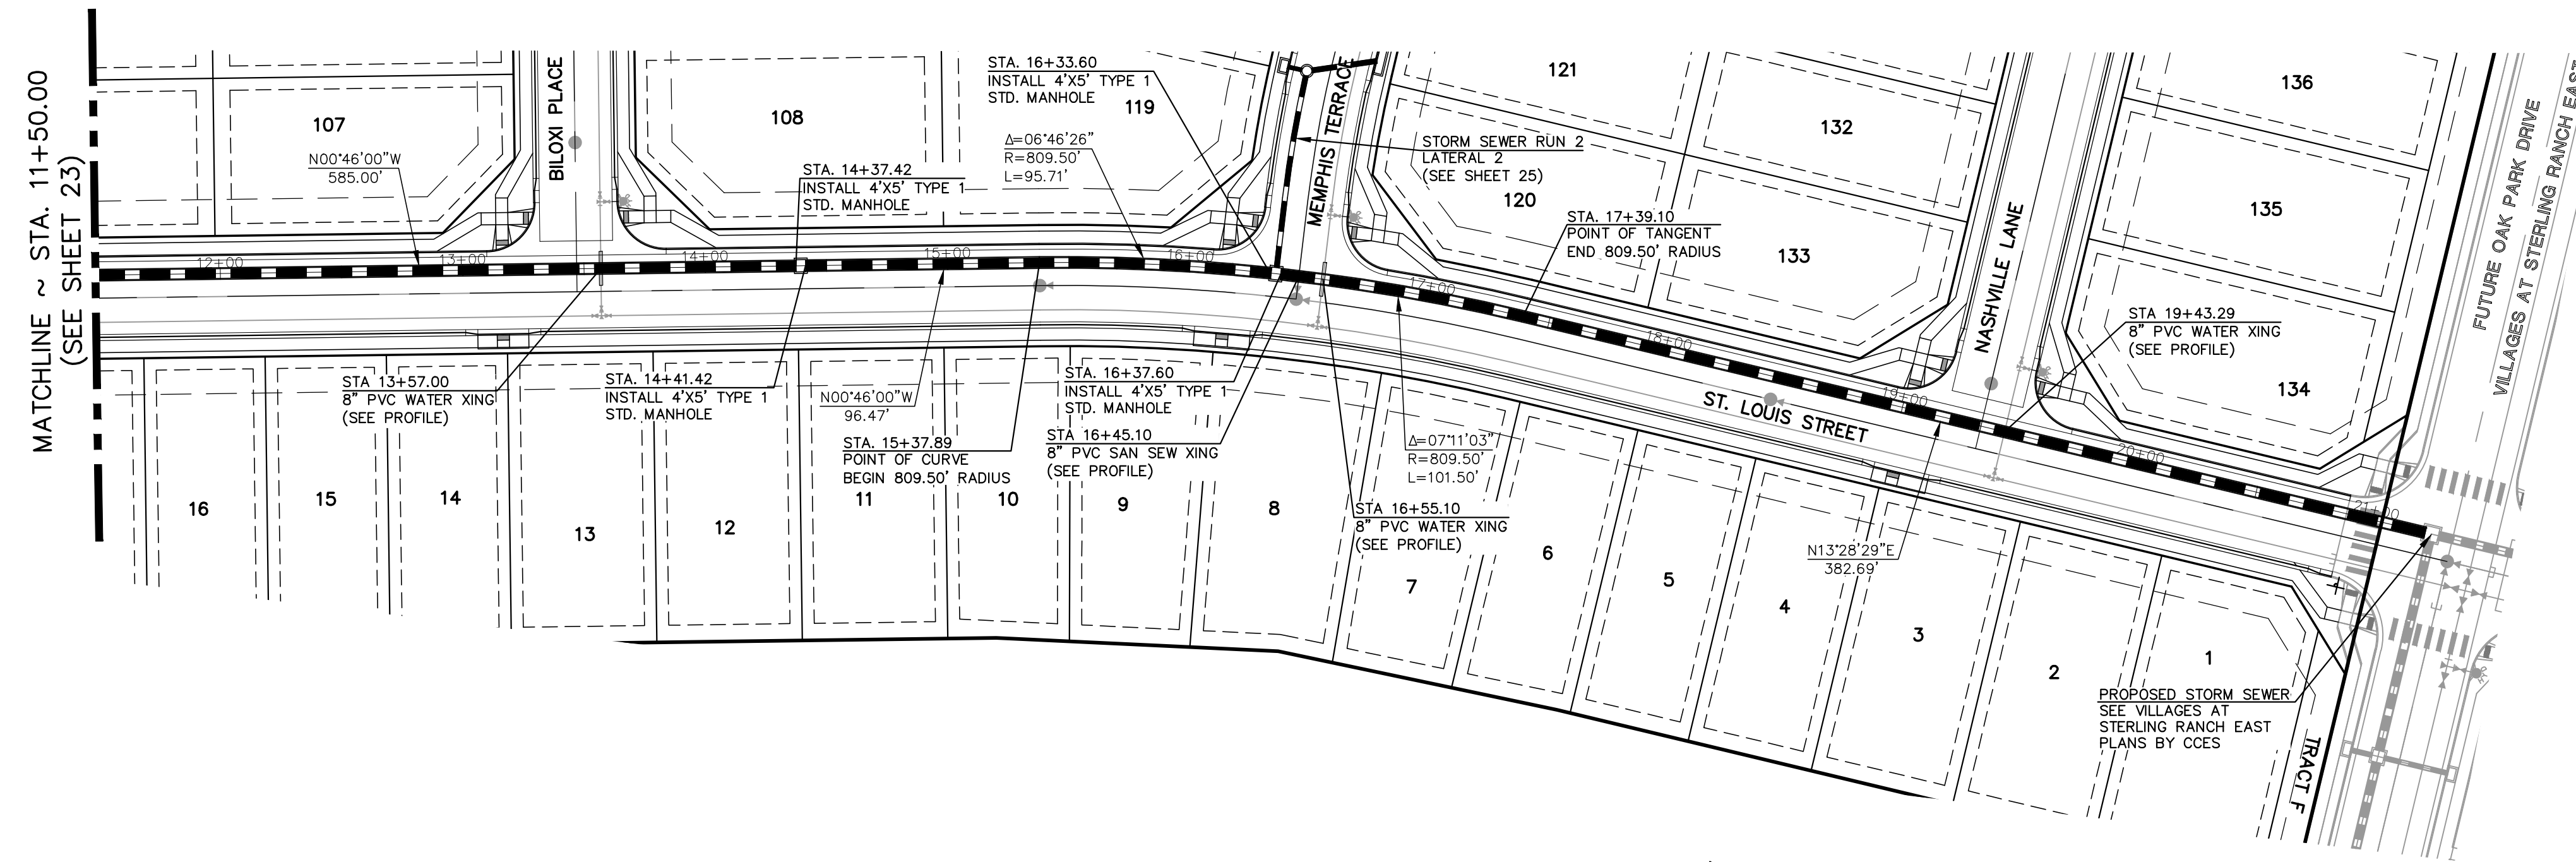 MATCHLINE ~ STA. 11+50.00
(SEE SHEET 23)
107
N00°46'00"W
585.00'
BILOXI PLACE
108
STA. 14+37.42
INSTALL 4'X5' TYPE 1
STD. MANHOLE
STA. 16+33.60
INSTALL 4'X5' TYPE 1
STD. MANHOLE
119
Δ=06°46'26"
R=809.50'
L=95.71'
MEMPHIS TERRACE
STORM SEWER RUN 2
LATERAL 2
(SEE SHEET 25)
120
121
132
133
STA. 17+39.10
POINT OF TANGENT
END 809.50' RADIUS
NASHVILLE LANE
136
135
134
STA 19+43.29
8" PVC WATER XING
(SEE PROFILE)
FUTURE OAK PARK DRIVE
VILLAGES AT STERLING RANCH EAST
12+00
13+00
14+00
15+00
16+00
17+00
18+00
19+00
20+00
21+00
STA 13+57.00
8" PVC WATER XING
(SEE PROFILE)
STA. 14+41.42
INSTALL 4'X5' TYPE 1
STD. MANHOLE
N00°46'00"W
96.47'
STA. 15+37.89
POINT OF CURVE
BEGIN 809.50' RADIUS
STA. 16+37.60
INSTALL 4'X5' TYPE 1
STD. MANHOLE
STA 16+45.10
8" PVC SAN SEW XING
(SEE PROFILE)
Δ=07°11'03"
R=809.50'
L=101.50'
STA 16+55.10
8" PVC WATER XING
(SEE PROFILE)
ST. LOUIS STREET
N13°28'29"E
382.69'
16
15
14
13
12
11
10
9
8
7
6
5
4
3
2
1
PROPOSED STORM SEWER
SEE VILLAGES AT
STERLING RANCH EAST
PLANS BY CCES
TRACT F